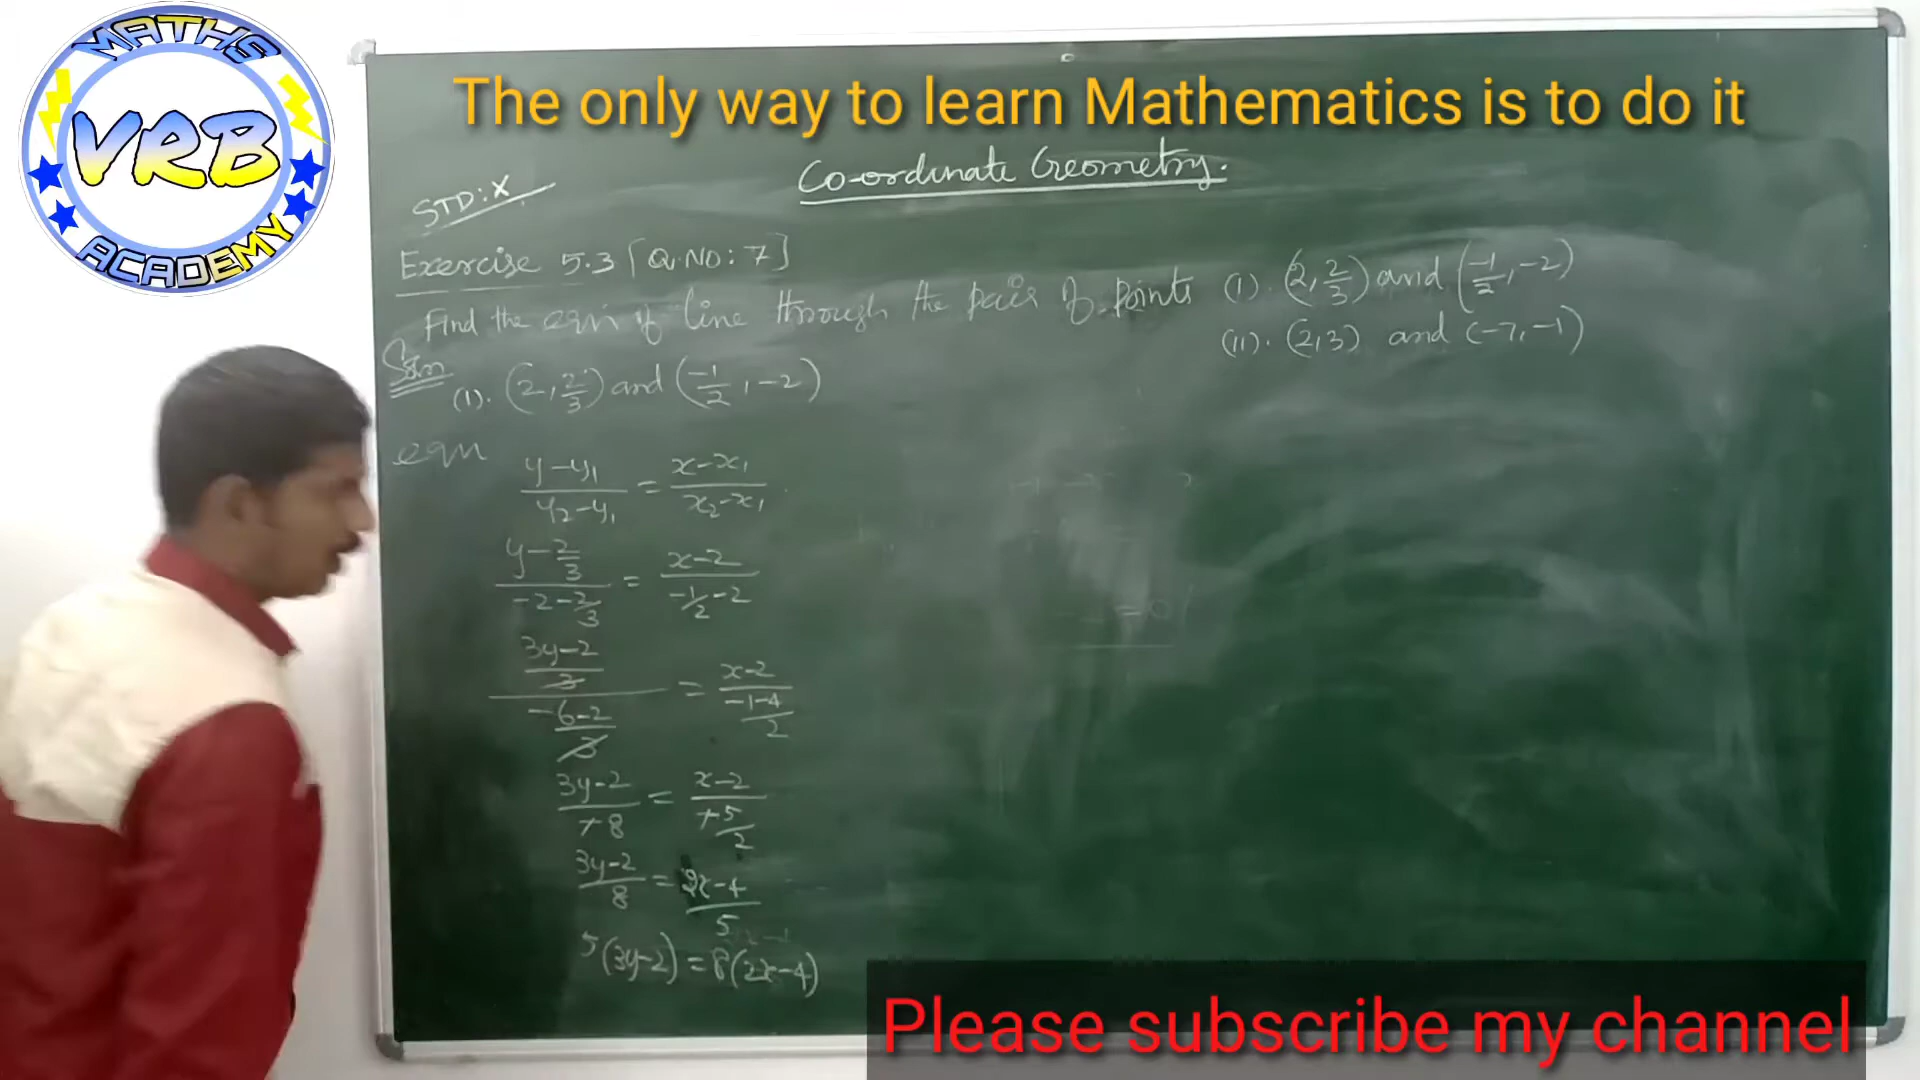 MATHS
VRB
ACADEMY
The only way to learn Mathematics is to do it
Co-ordinate Geometry.
STD: X
Exercise 5.3 [Q.NO: 7]
Find the eqn of line through the pair of points (i). (2, 2/3) and (-1/2, -2)
(ii). (2,3) and (-7,-1)
Soln
(i). (2, 2/3) and (-1/2, -2)
eqn
y-y₁/y₂-y₁ = x-x₁/x₂-x₁
y-2/3/-2-2/3 = x-2/-1/2-2
3y-2/3/-6-2/3 = x-2/-1-4/2
3y-2/+8 = x-2/+5/2
3y-2/8 = 2x-4/5
5(3y-2) = 8(2x-4)
Please subscribe my channel